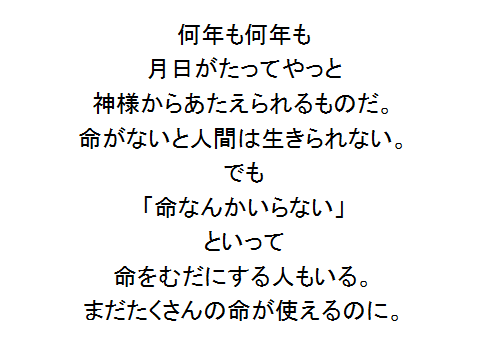 何年も何年も
月日がたってやっと
神様からあたえられるものだ。
命がないと人間は生きられない。
でも
「命なんかいらない」
といって
命をむだにする人もいる。
まだたくさんの命が使えるのに。